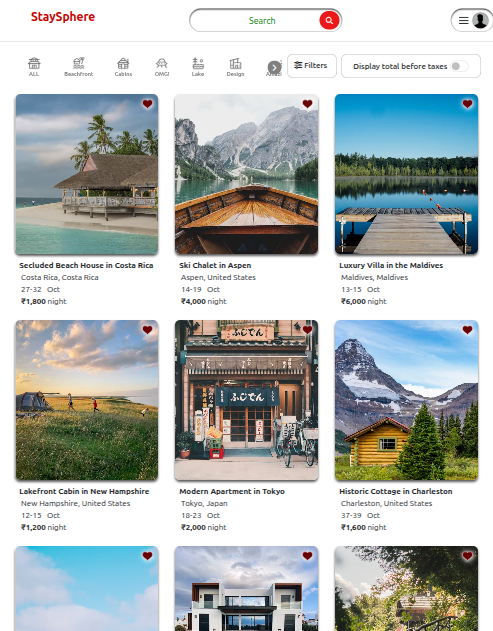 StaySphere
Search
ALL
Beachfront
Cabins
OMG!
Lake
Design
Filters
Display total before taxes
Secluded Beach House in Costa Rica
Costa Rica, Costa Rica
27-32 Oct
₹1,800 night
Ski Chalet in Aspen
Aspen, United States
14-19 Oct
₹4,000 night
Luxury Villa in the Maldives
Maldives, Maldives
13-15 Oct
₹6,000 night
ふじでん
ふじでん
Lakefront Cabin in New Hampshire
New Hampshire, United States
12-15 Oct
₹1,200 night
Modern Apartment in Tokyo
Tokyo, Japan
18-23 Oct
₹2,000 night
Historic Cottage in Charleston
Charleston, United States
37-39 Oct
₹1,600 night